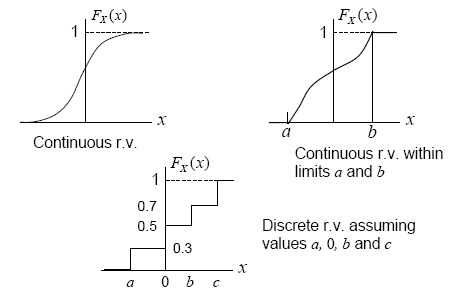 F_X(x)
1
x
Continuous r.v.
F_X(x)
1
a
b
x
Continuous r.v. within
limits a and b
F_X(x)
1
0.7
0.5
0.3
x
a 0 b c
Discrete r.v. assuming
values a, 0, b and c